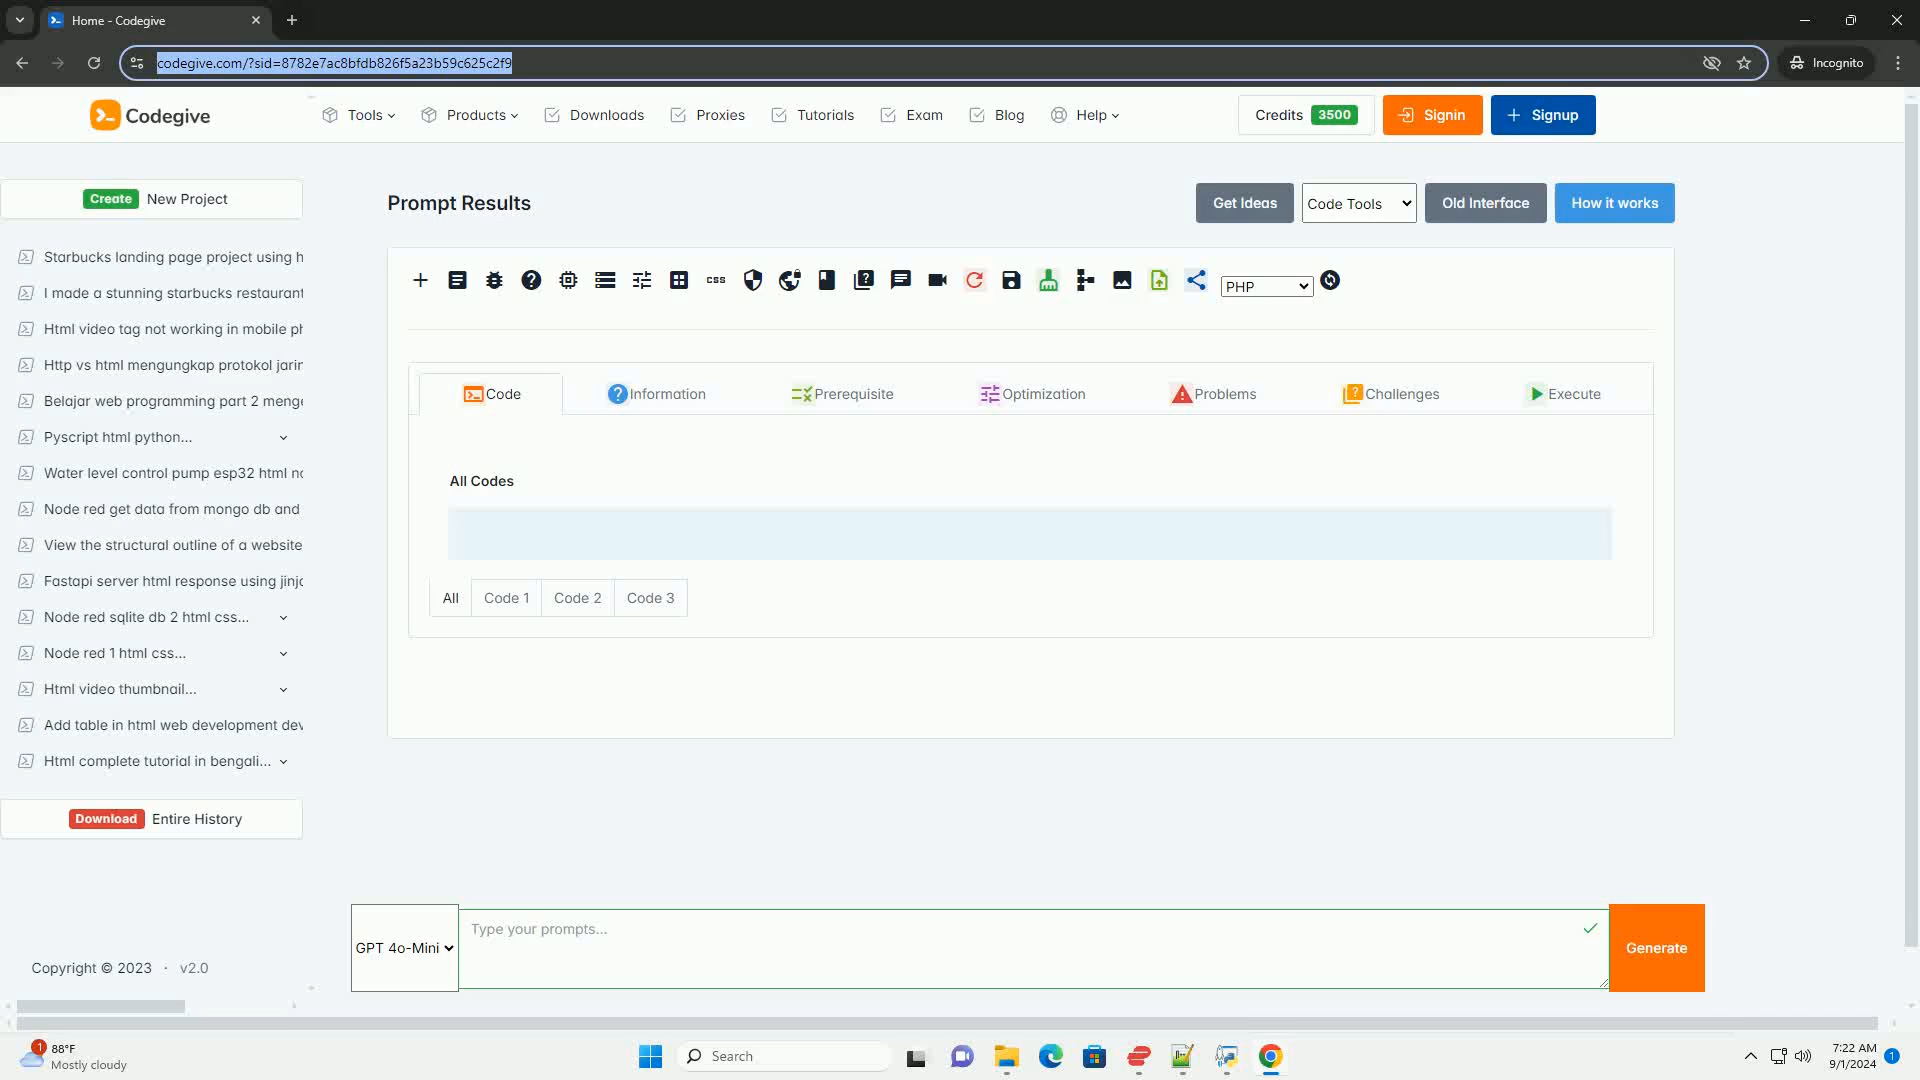 Home - Codegive
codegive.com/?sid=8782e7ac8bfdb826f5a23b59c625c2f9
Incognito
Codegive
Tools
Products
Downloads
Proxies
Tutorials
Exam
Blog
Help
Credits 3500
Signin
Signup
Create New Project
Starbucks landing page project using h
I made a stunning starbucks restaurant
Html video tag not working in mobile ph
Http vs html mengungkap protokol jarin
Belajar web programming part 2 menge
Pyscript html python...
Water level control pump esp32 html no
Node red get data from mongo db and
View the structural outline of a website
Fastapi server html response using jinja
Node red sqlite db 2 html css...
Node red 1 html css...
Html video thumbnail...
Add table in html web development dev
Html complete tutorial in bengali...
Download Entire History
Copyright © 2023 · v2.0
Prompt Results
Get Ideas
Code Tools
Old Interface
How it works
css
PHP
Code
Information
Prerequisite
Optimization
Problems
Challenges
Execute
All Codes
All
Code 1
Code 2
Code 3
GPT 4o-Mini
Type your prompts...
Generate
1
88°F
Mostly cloudy
Search
7:22 AM
9/1/2024
1